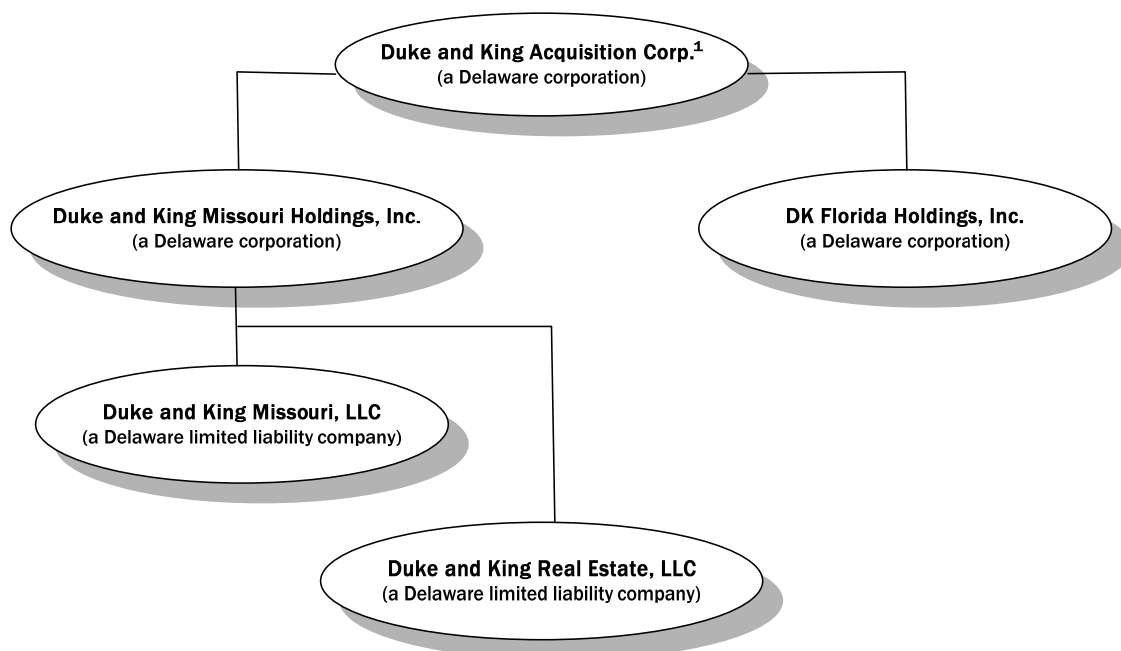 Duke and King Acquisition Corp.¹
(a Delaware corporation)
Duke and King Missouri Holdings, Inc.
(a Delaware corporation)
DK Florida Holdings, Inc.
(a Delaware corporation)
Duke and King Missouri, LLC
(a Delaware limited liability company)
Duke and King Real Estate, LLC
(a Delaware limited liability company)